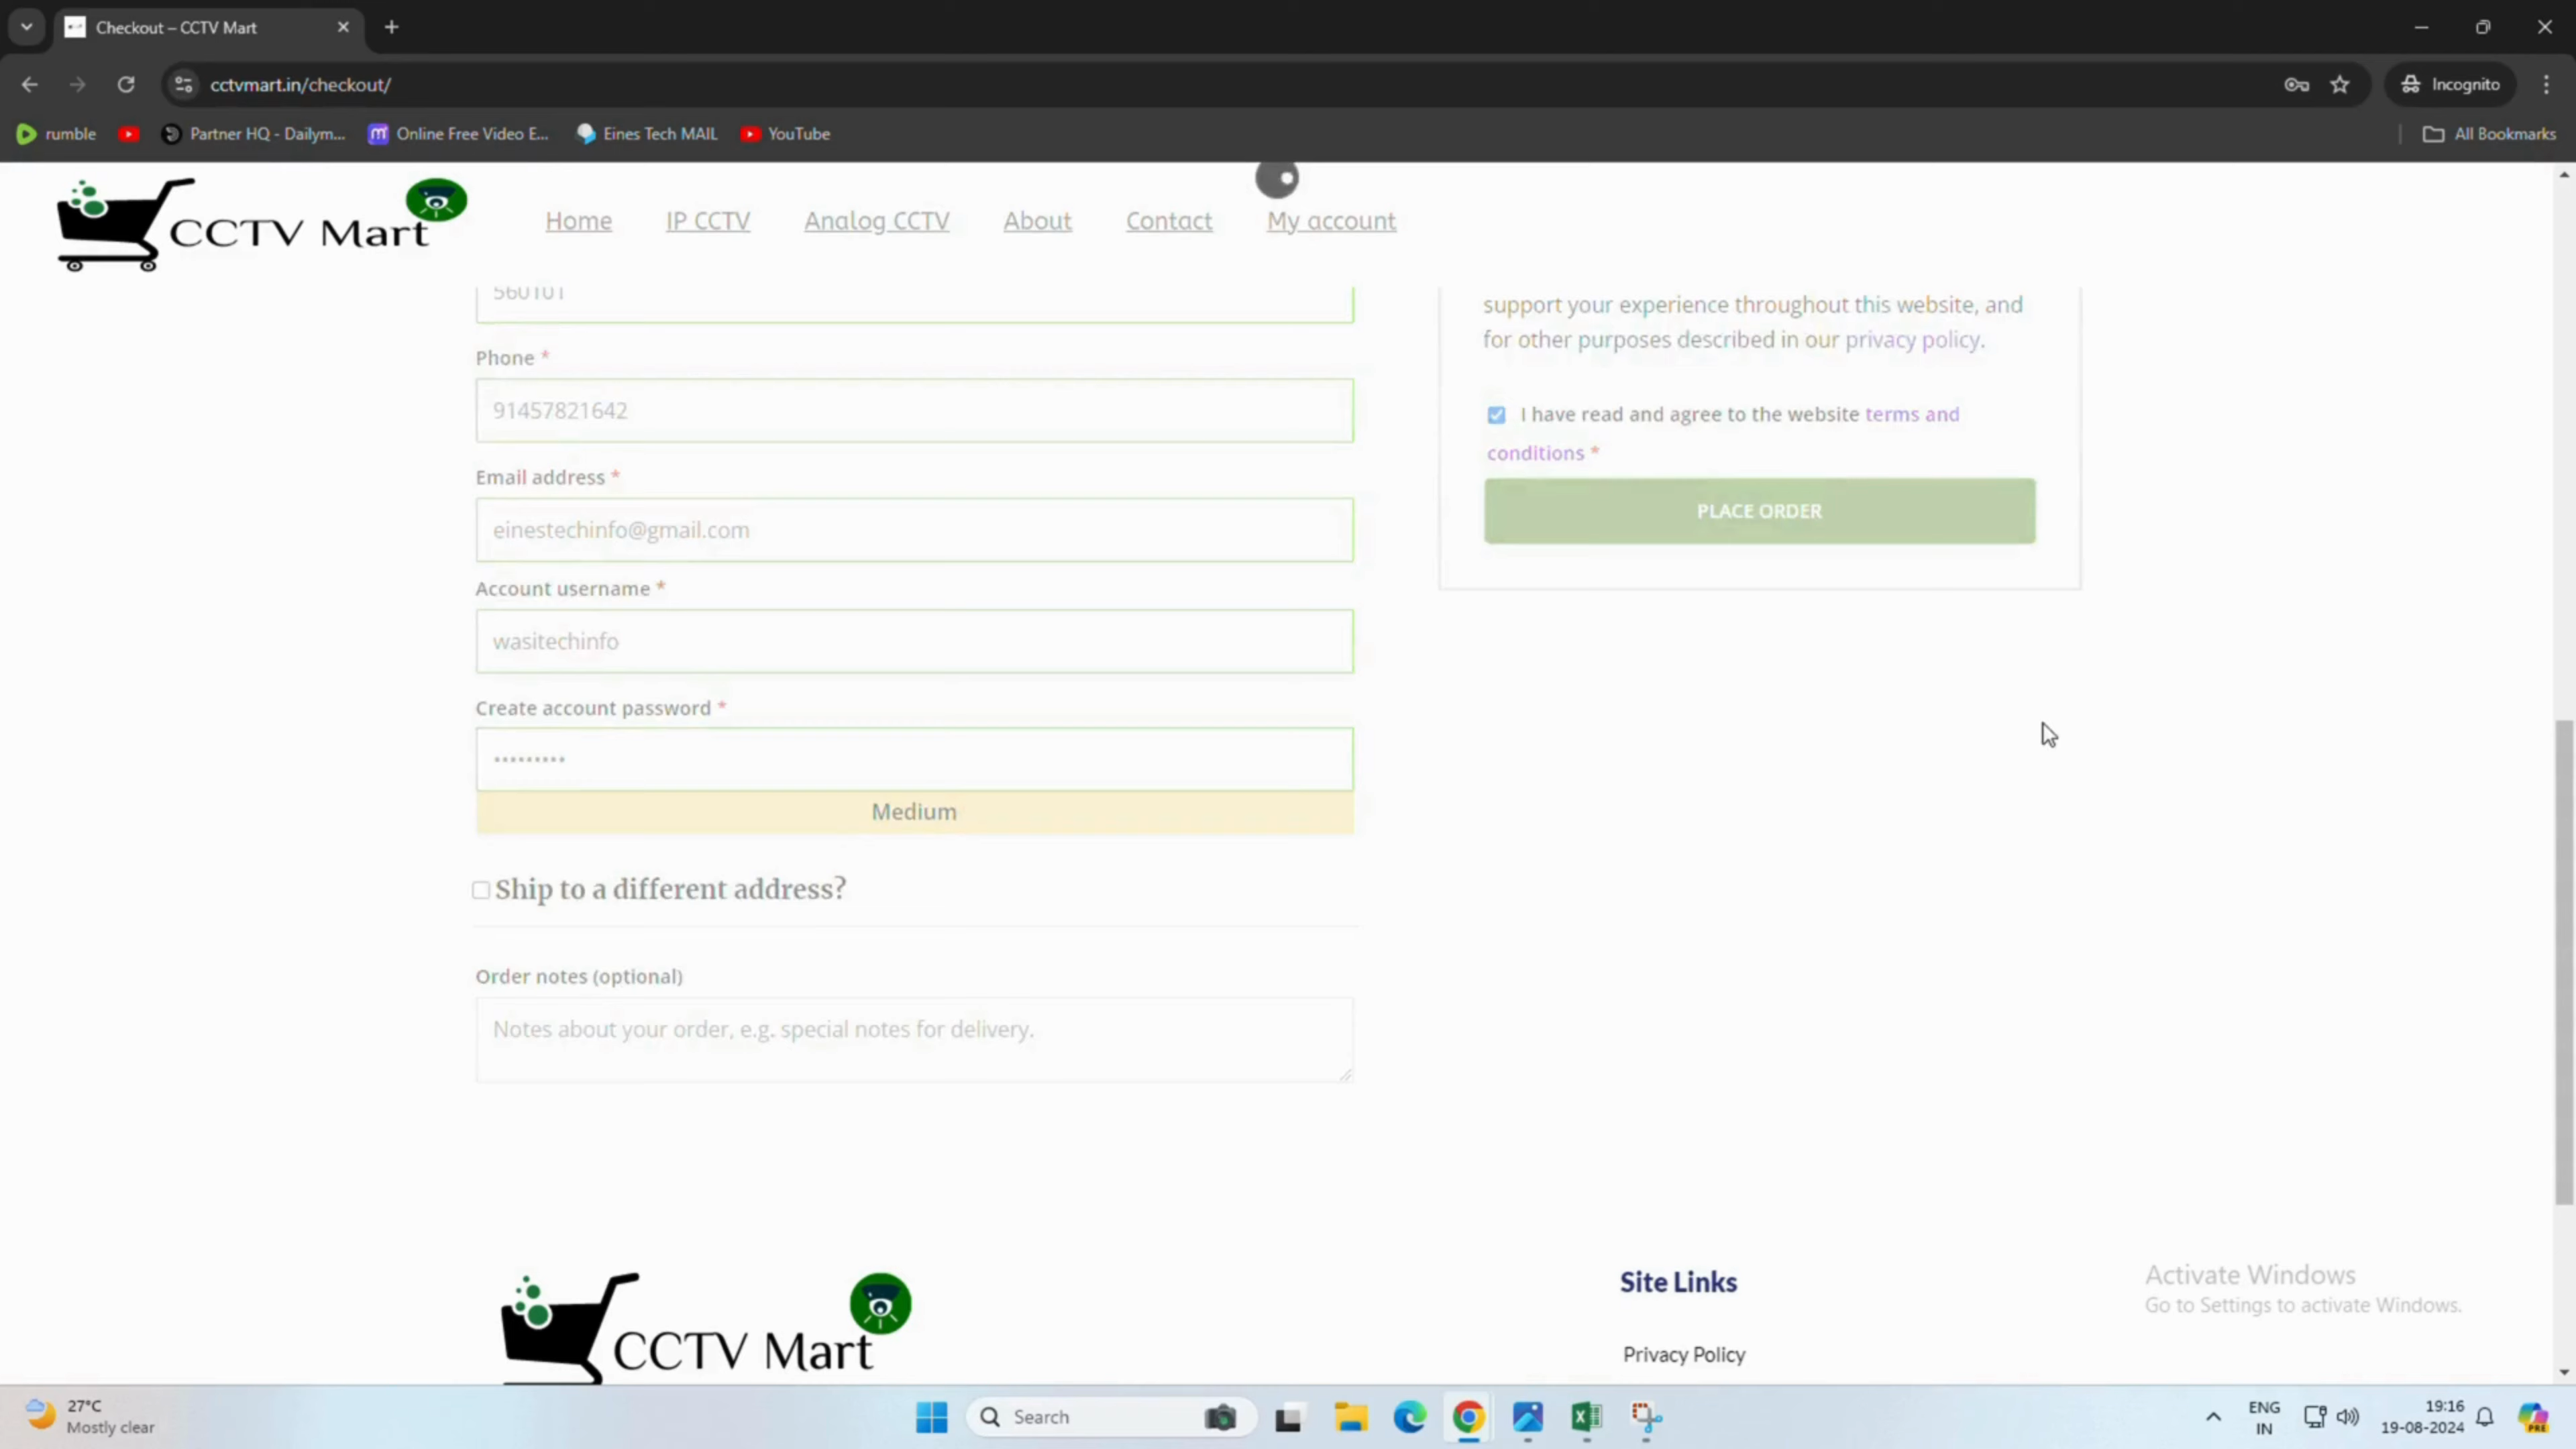 Checkout – CCTV Mart
cctvmart.in/checkout/
Incognito
rumble
Partner HQ - Dailym...
Online Free Video E...
Eines Tech MAIL
YouTube
All Bookmarks
CCTV Mart
Home
IP CCTV
Analog CCTV
About
Contact
My account
560101
Phone *
91457821642
Email address *
einestechinfo@gmail.com
Account username *
wasitechinfo
Create account password *
•••••••••
Medium
Ship to a different address?
Order notes (optional)
Notes about your order, e.g. special notes for delivery.
support your experience throughout this website, and
for other purposes described in our privacy policy.
I have read and agree to the website terms and
conditions *
PLACE ORDER
CCTV Mart
Site Links
Privacy Policy
Activate Windows
Go to Settings to activate Windows.
27°C
Mostly clear
Search
ENG
IN
19:16
19-08-2024
PRE